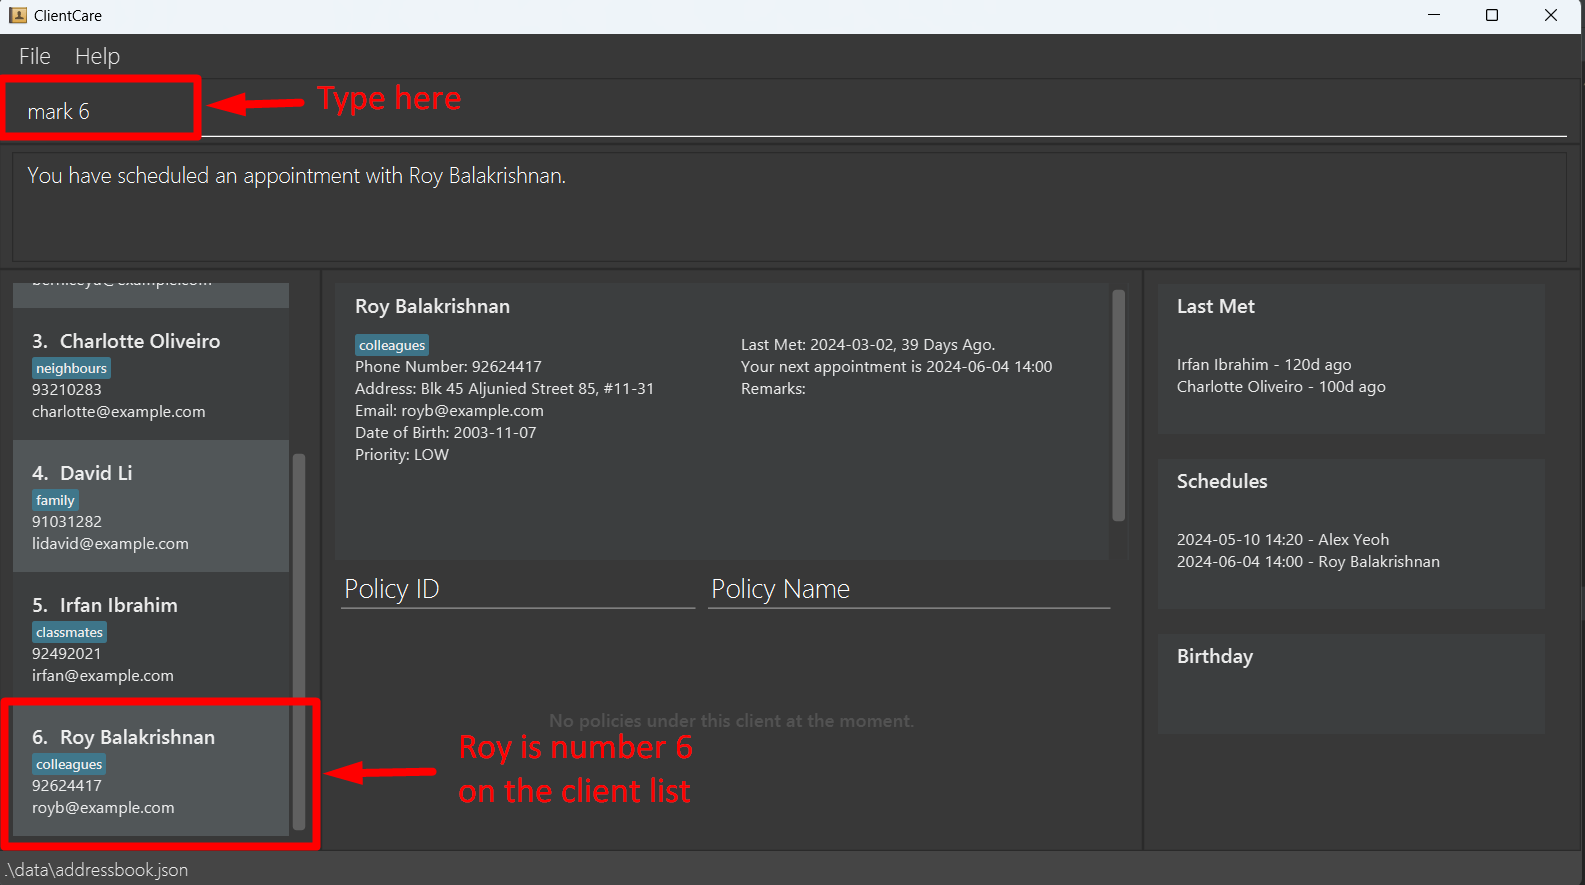 ClientCare
File Help
mark 6
Type here
You have scheduled an appointment with Roy Balakrishnan.
3. Charlotte Oliveiro
neighbours
93210283
charlotte@example.com
4. David Li
family
91031282
lidavid@example.com
5. Irfan Ibrahim
classmates
92492021
irfan@example.com
6. Roy Balakrishnan
colleagues
92624417
royb@example.com
Roy Balakrishnan
colleagues
Phone Number: 92624417
Address: Blk 45 Aljunied Street 85, #11-31
Email: royb@example.com
Date of Birth: 2003-11-07
Priority: LOW
Last Met: 2024-03-02, 39 Days Ago.
Your next appointment is 2024-06-04 14:00
Remarks:
Policy ID Policy Name
No policies under this client at the moment.
Roy is number 6
on the client list
Last Met
Irfan Ibrahim - 120d ago
Charlotte Oliveiro - 100d ago
Schedules
2024-05-10 14:20 - Alex Yeoh
2024-06-04 14:00 - Roy Balakrishnan
Birthday
.\data\addressbook.json